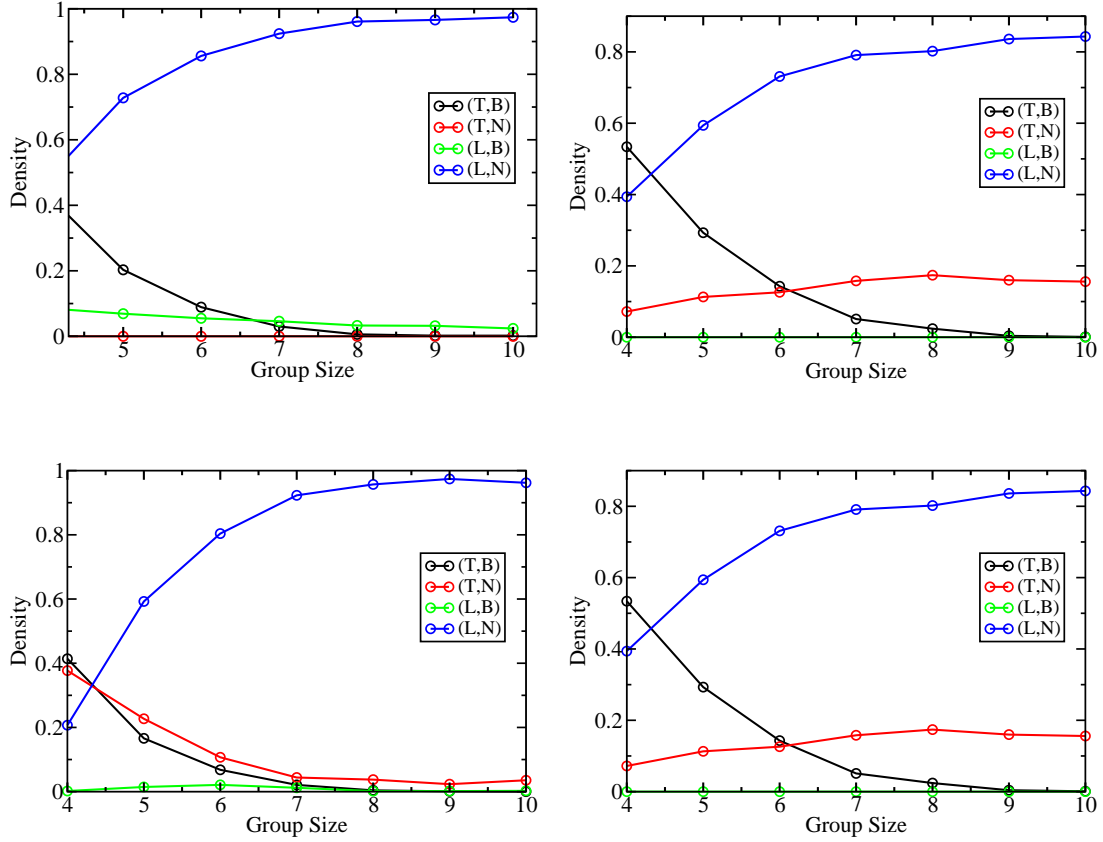 1
0.8
0.6
0.4
0.2
0
Density
(T,B)
(T,N)
(L,B)
(L,N)
5 6 7 8 9 10
Group Size
0.8
0.6
0.4
0.2
0
Density
(T,B)
(T,N)
(L,B)
(L,N)
4 5 6 7 8 9 10
Group Size
1
0.8
0.6
0.4
0.2
0
Density
(T,B)
(T,N)
(L,B)
(L,N)
4 5 6 7 8 9 10
Group Size
0.8
0.6
0.4
0.2
0
Density
(T,B)
(T,N)
(L,B)
(L,N)
4 5 6 7 8 9 10
Group Size